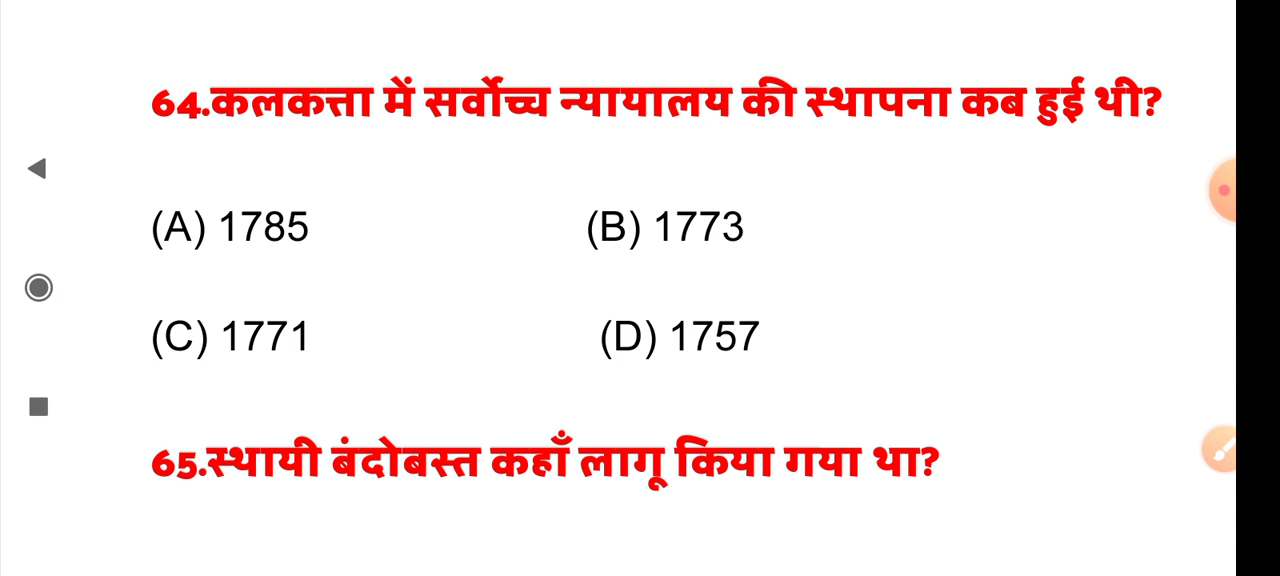 64.कलकत्ता में सर्वोच्च न्यायालय की स्थापना कब हुई थी?
(A) 1785 (B) 1773
(C) 1771 (D) 1757
65.स्थायी बंदोबस्त कहाँ लागू किया गया था?